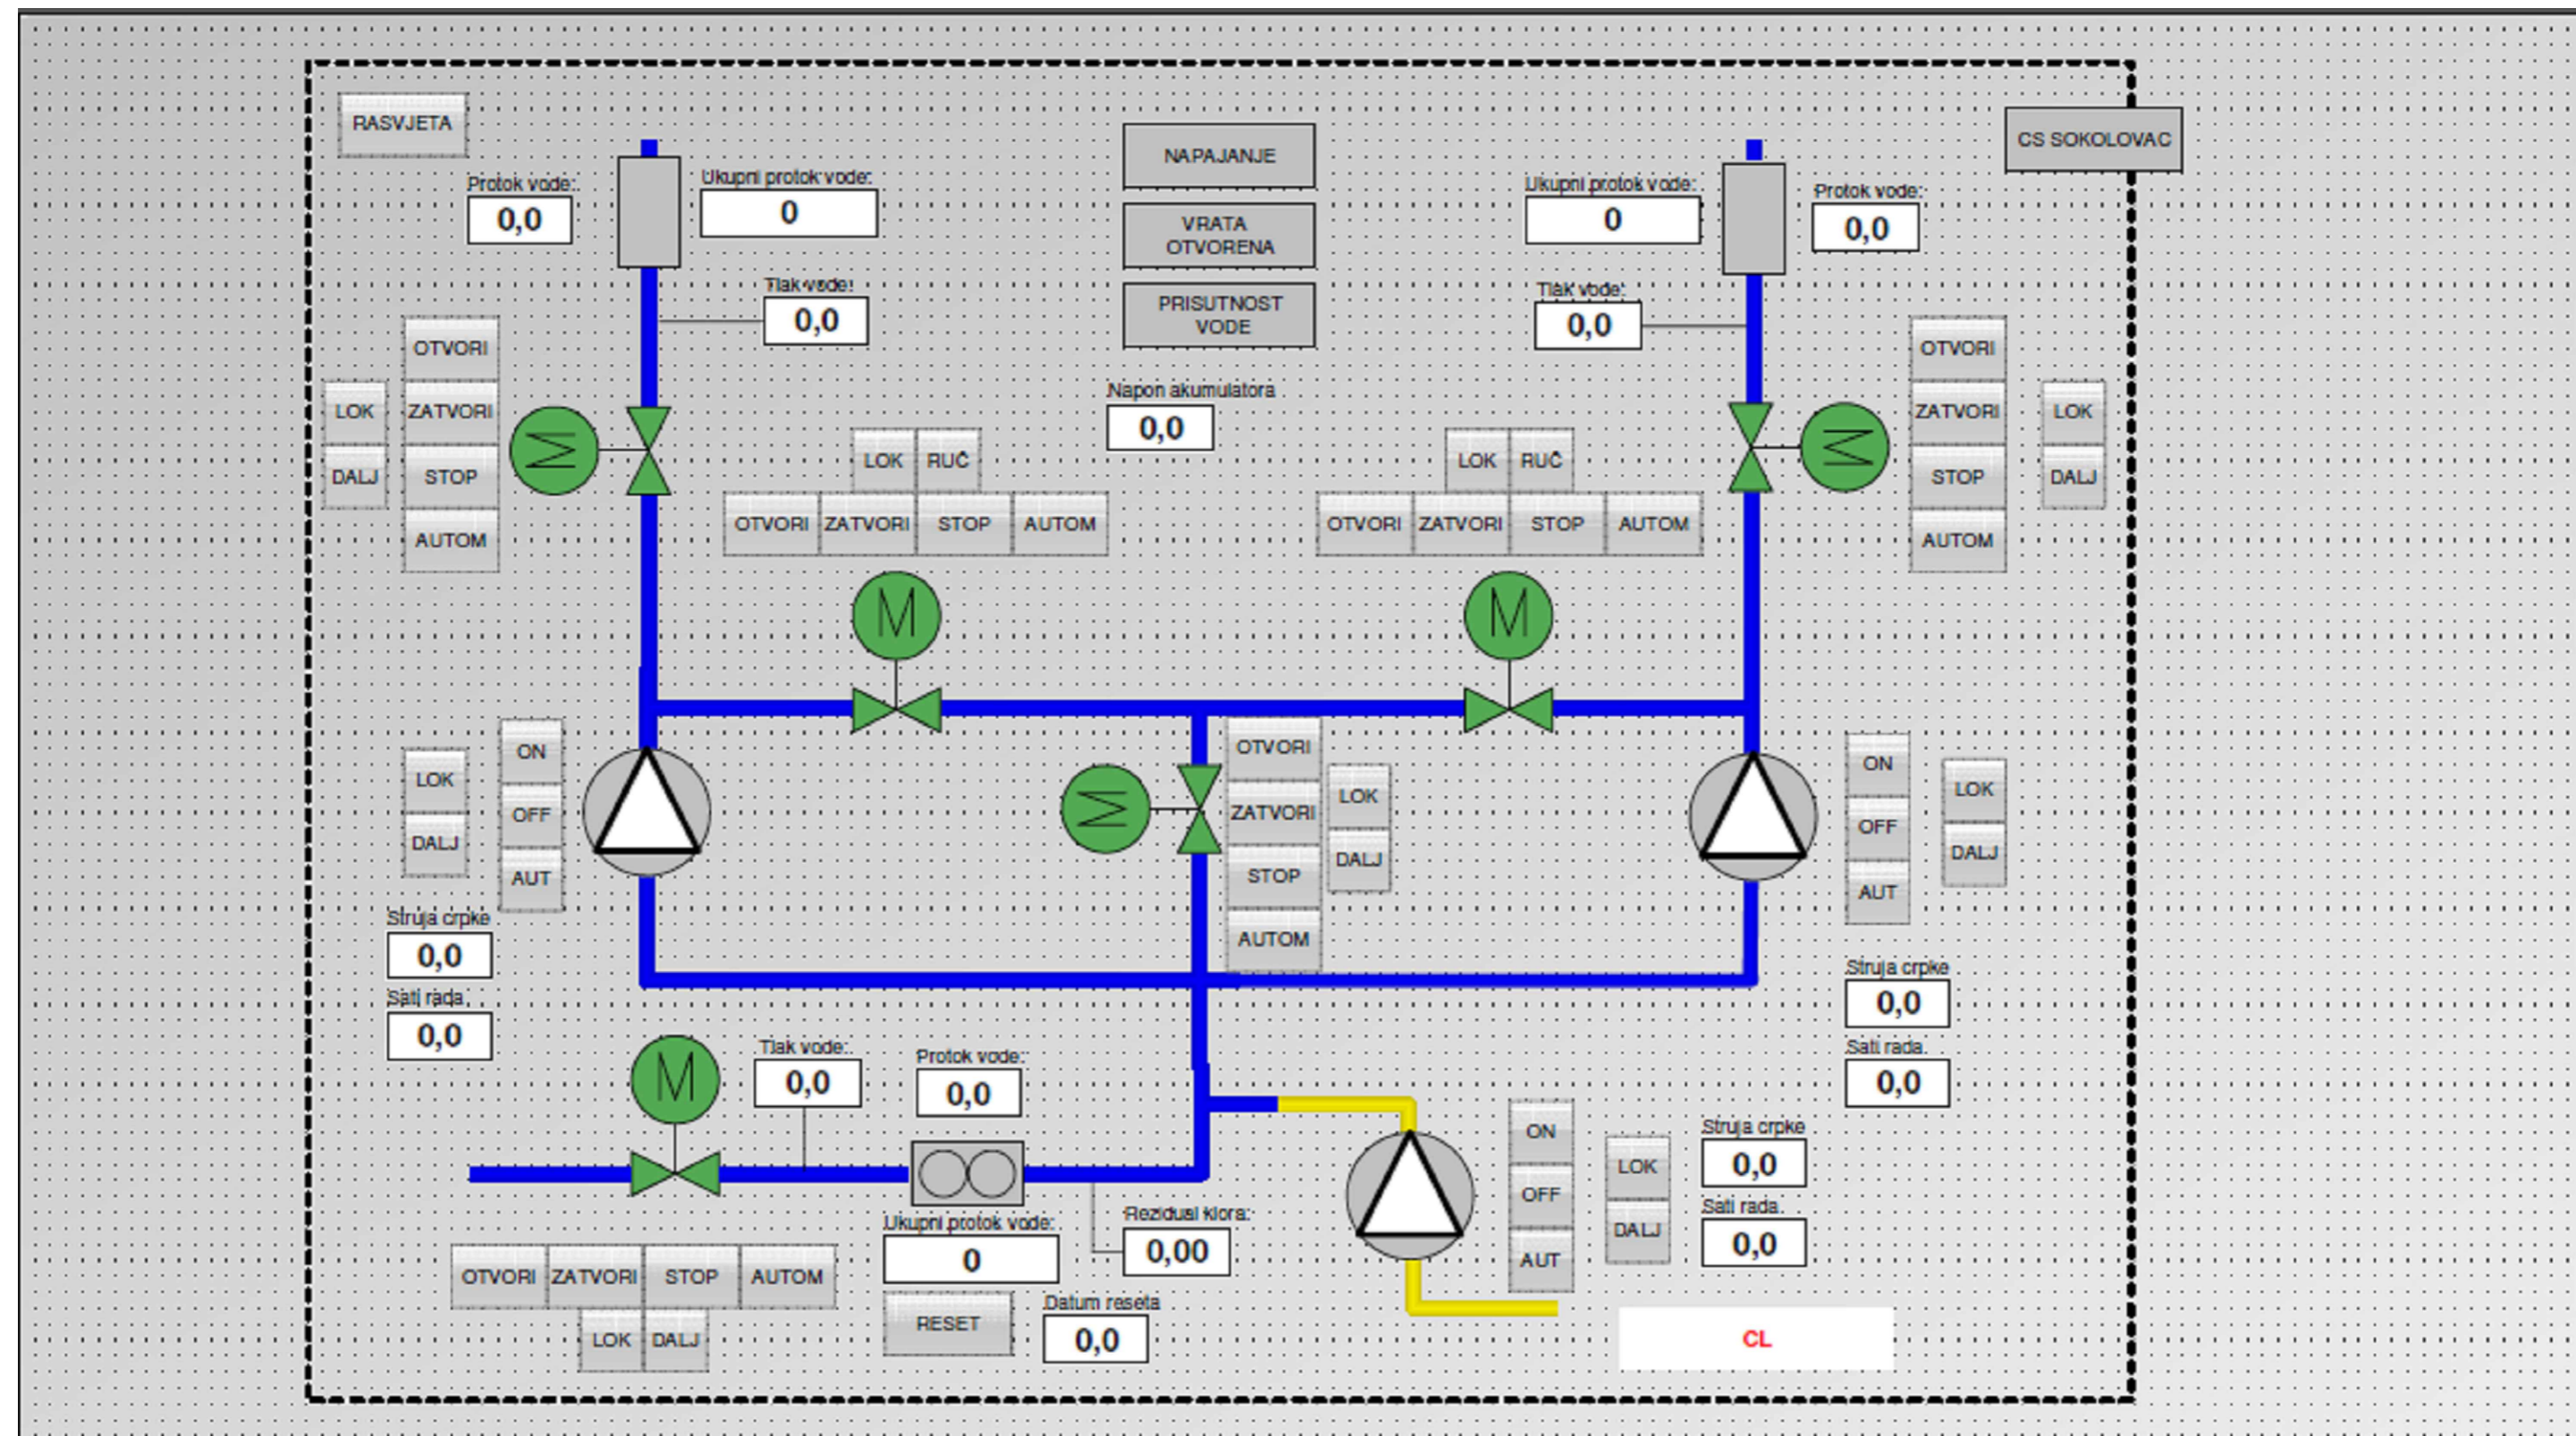 RASVJETA
Protok vode:
0,0
Ukupni protok vode:
0
Tlak vode:
0,0
NAPAJANJE
VRATA
OTVORENA
PRISUTNOST
VODE
Napon akumulatora
0,0
CS SOKOLOVAC
Ukupni protok vode:
0
Protok vode:
0,0
Tlak vode:
0,0
OTVORI
ZATVORI
STOP
AUTOM
LOK
DALJ
M
LOK RUČ
OTVORI ZATVORI STOP AUTOM
M
LOK RUČ
OTVORI ZATVORI STOP AUTOM
M
M
OTVORI
ZATVORI
STOP
AUTOM
LOK
DALJ
LOK
DALJ
ON
OFF
AUT
Struja crpke
0,0
Sati rada
0,0
M
OTVORI
ZATVORI
STOP
AUTOM
LOK
DALJ
ON
OFF
AUT
LOK
DALJ
Struja crpke
0,0
Sati rada
0,0
M
Tlak vode:
0,0
Protok vode:
0,0
OTVORI ZATVORI STOP AUTOM
LOK DALJ
Ukupni protok vode:
0
RESET
Rezidual klora:
0,00
Datum reseta
0,0
ON
OFF
AUT
LOK
DALJ
Struja crpke
0,0
Sati rada
0,0
CL